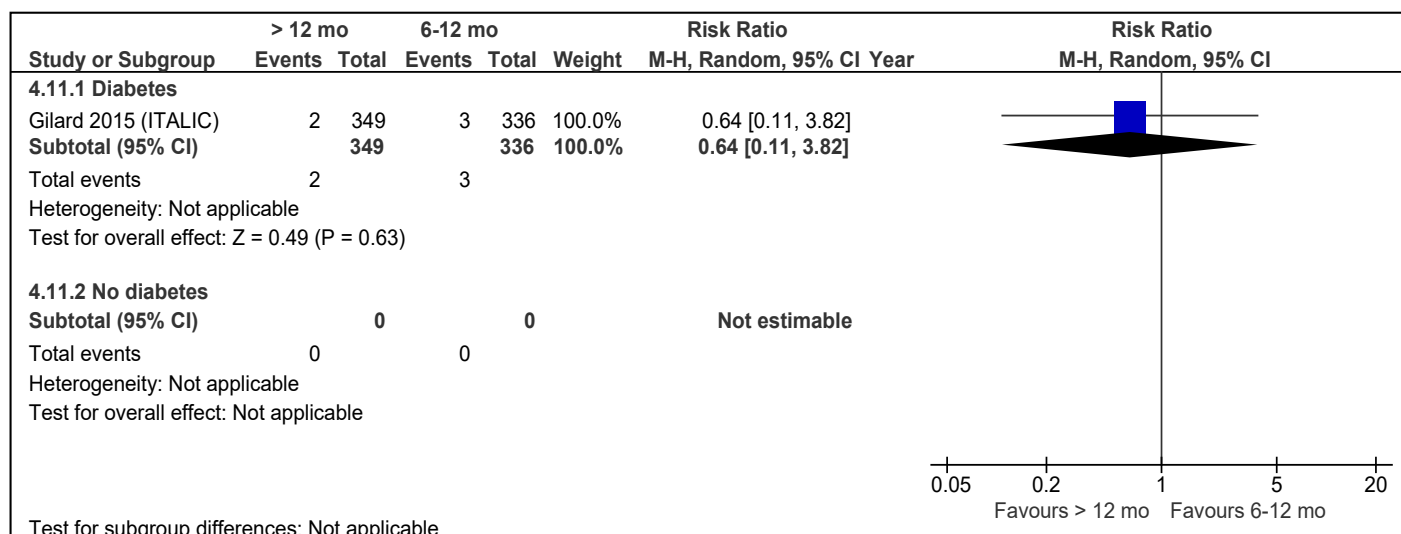 > 12 mo 6-12 mo Risk Ratio Risk Ratio
Study or Subgroup Events Total Events Total Weight M-H, Random, 95% CI Year M-H, Random, 95% CI
4.11.1 Diabetes
Gilard 2015 (ITALIC) 2 349 3 336 100.0% 0.64 [0.11, 3.82]
Subtotal (95% CI) 349 336 100.0% 0.64 [0.11, 3.82]
Total events 2 3
Heterogeneity: Not applicable
Test for overall effect: Z = 0.49 (P = 0.63)
4.11.2 No diabetes
Subtotal (95% CI) 0 0 Not estimable
Total events 0 0
Heterogeneity: Not applicable
Test for overall effect: Not applicable
0.05 0.2 1 5 20
Favours > 12 mo Favours 6-12 mo
Test for subgroup differences: Not applicable